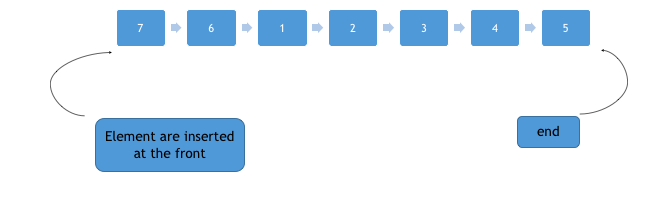 7 6 1 2 3 4 5
Element are inserted
at the front
end